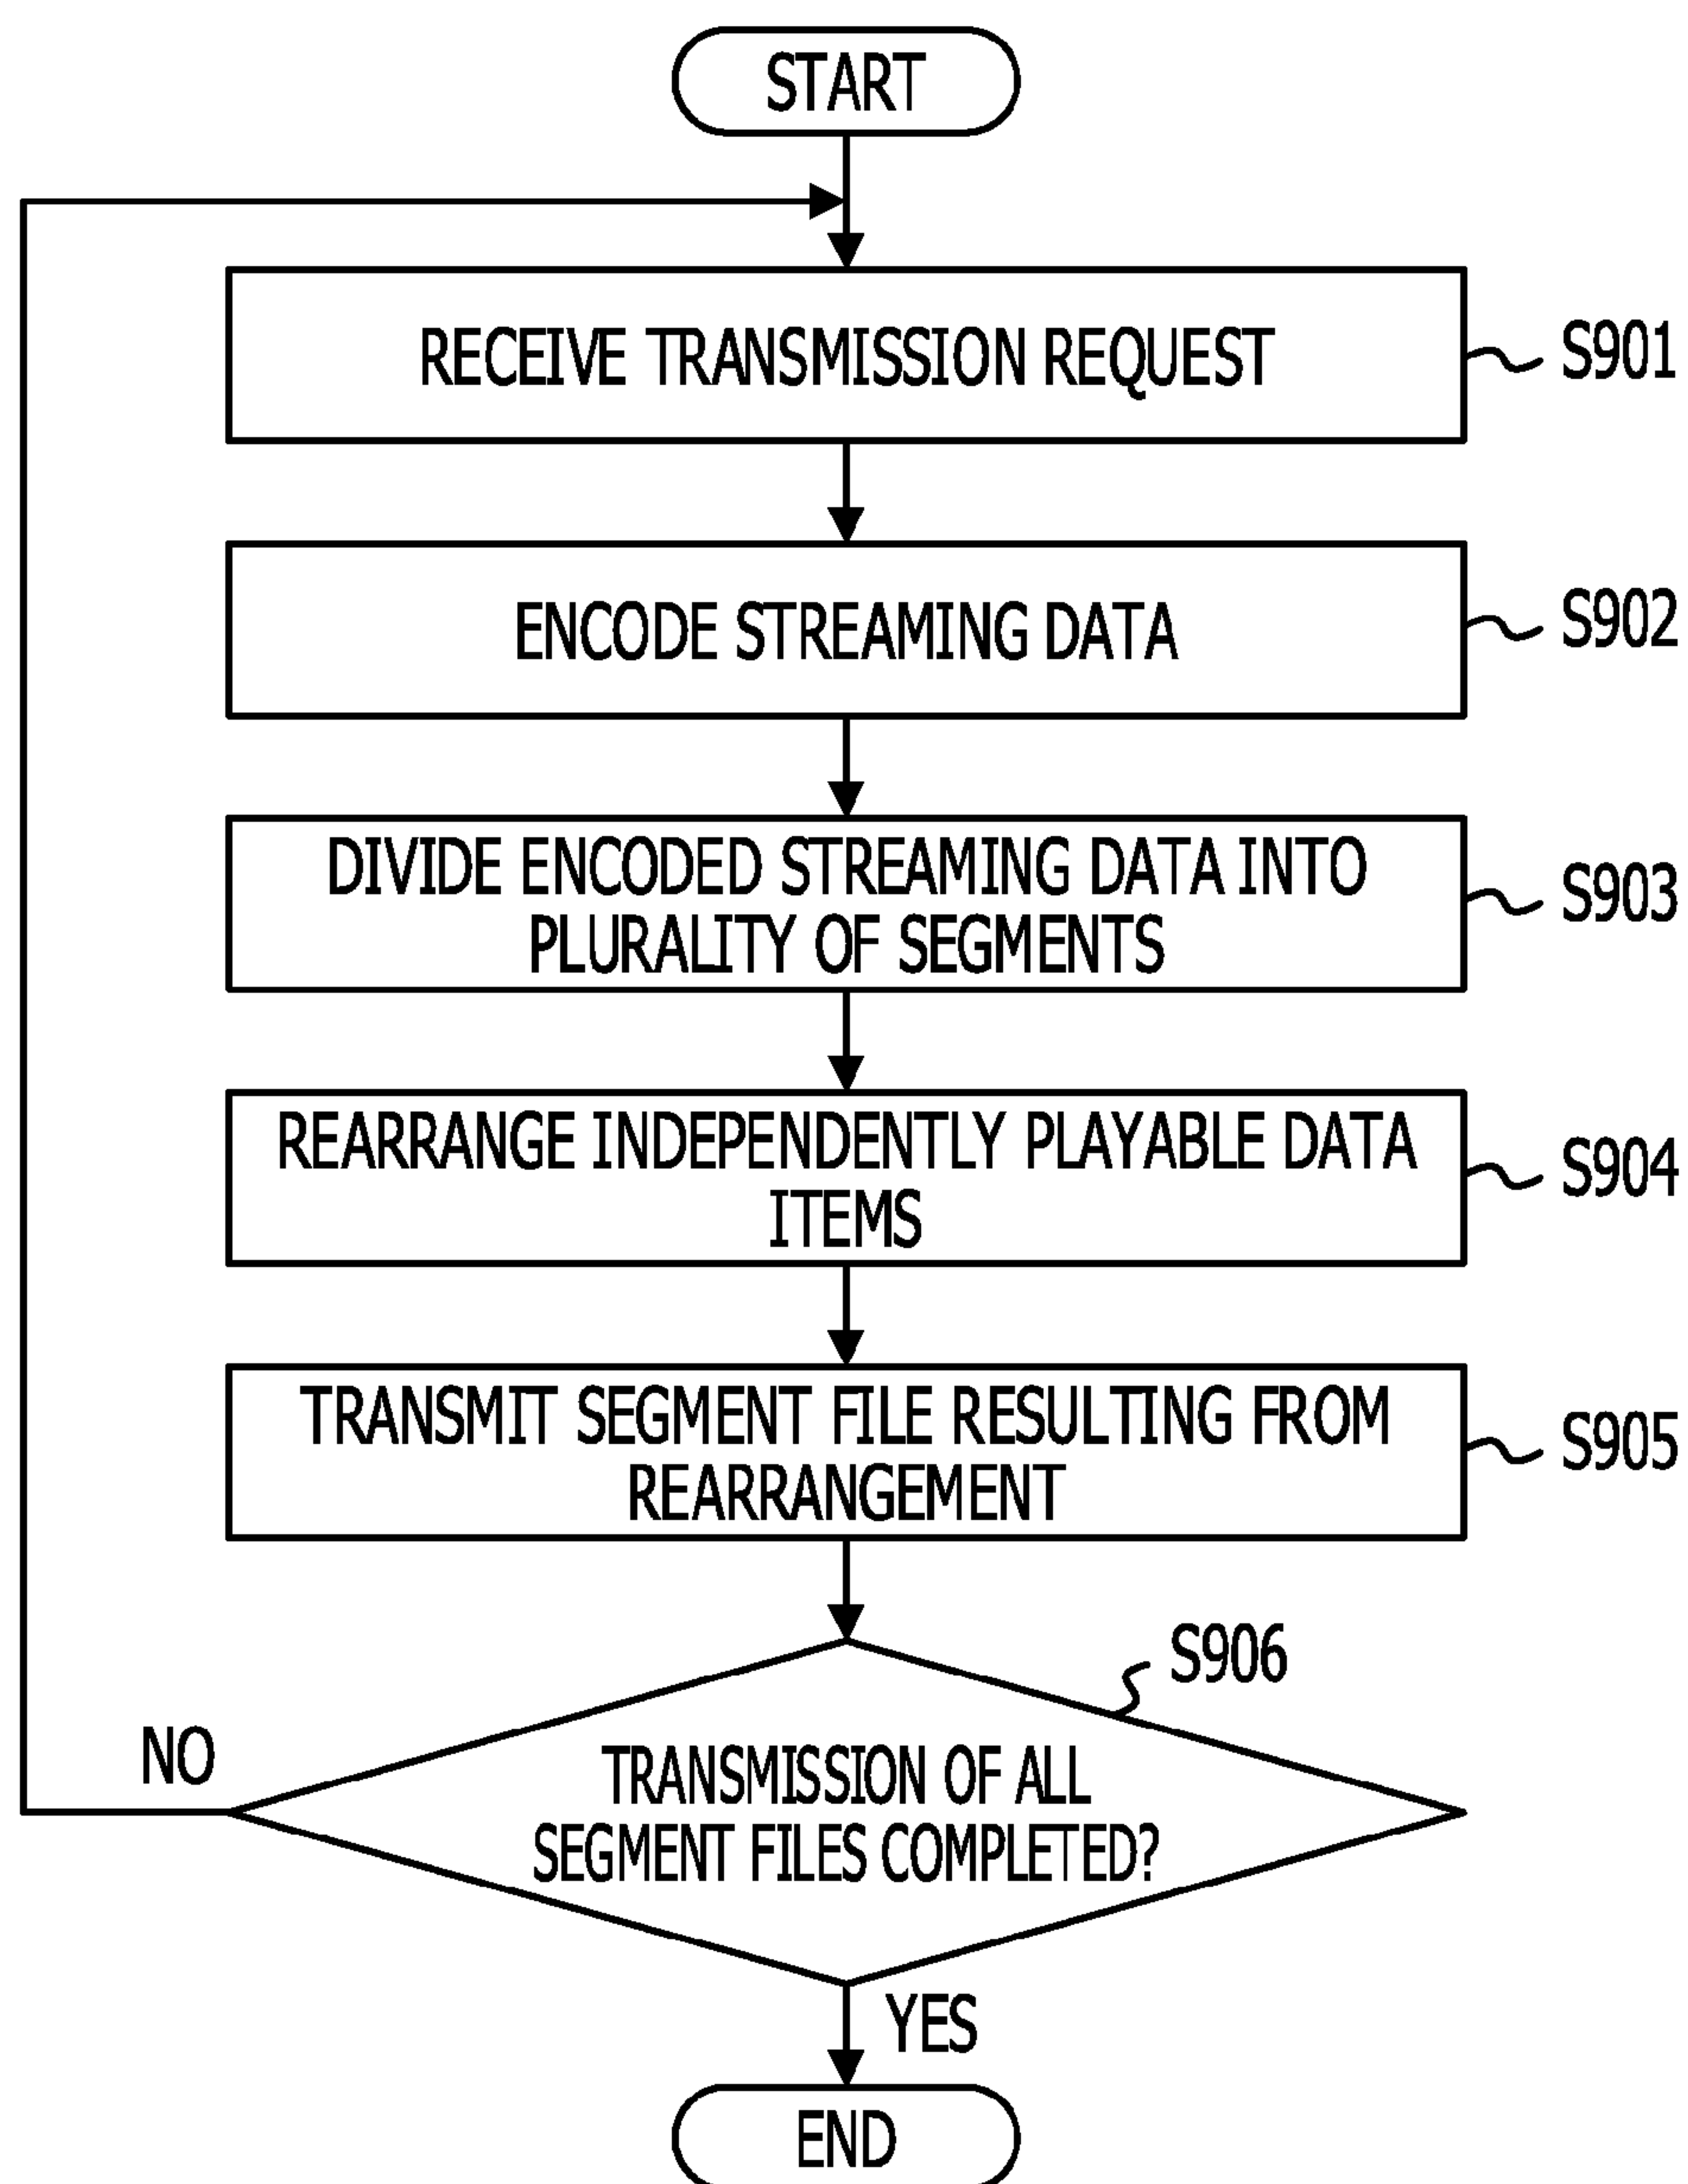 START
RECEIVE TRANSMISSION REQUEST
S901
ENCODE STREAMING DATA
S902
DIVIDE ENCODED STREAMING DATA INTO
PLURALITY OF SEGMENTS
S903
REARRANGE INDEPENDENTLY PLAYABLE DATA
ITEMS
S904
TRANSMIT SEGMENT FILE RESULTING FROM
REARRANGEMENT
S905
S906
NO
TRANSMISSION OF ALL
SEGMENT FILES COMPLETED?
YES
END